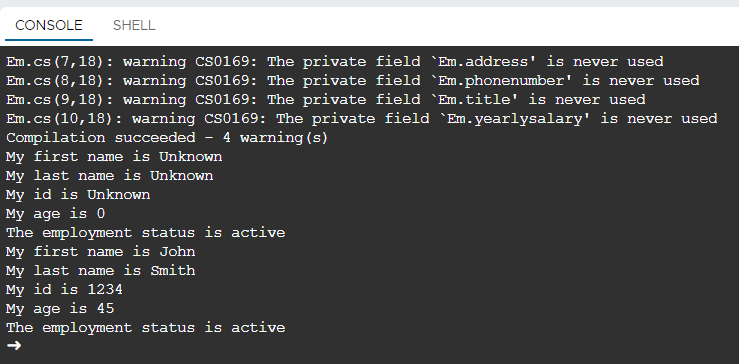 CONSOLE SHELL
Em.cs(7,18): warning CS0169: The private field `Em.address' is never used
Em.cs(8,18): warning CS0169: The private field `Em.phonenumber' is never used
Em.cs(9,18): warning CS0169: The private field `Em.title' is never used
Em.cs(10,18): warning CS0169: The private field `Em.yearlysalary' is never used
Compilation succeeded - 4 warning(s)
My first name is Unknown
My last name is Unknown
My id is Unknown
My age is 0
The employment status is active
My first name is John
My last name is Smith
My id is 1234
My age is 45
The employment status is active
➜